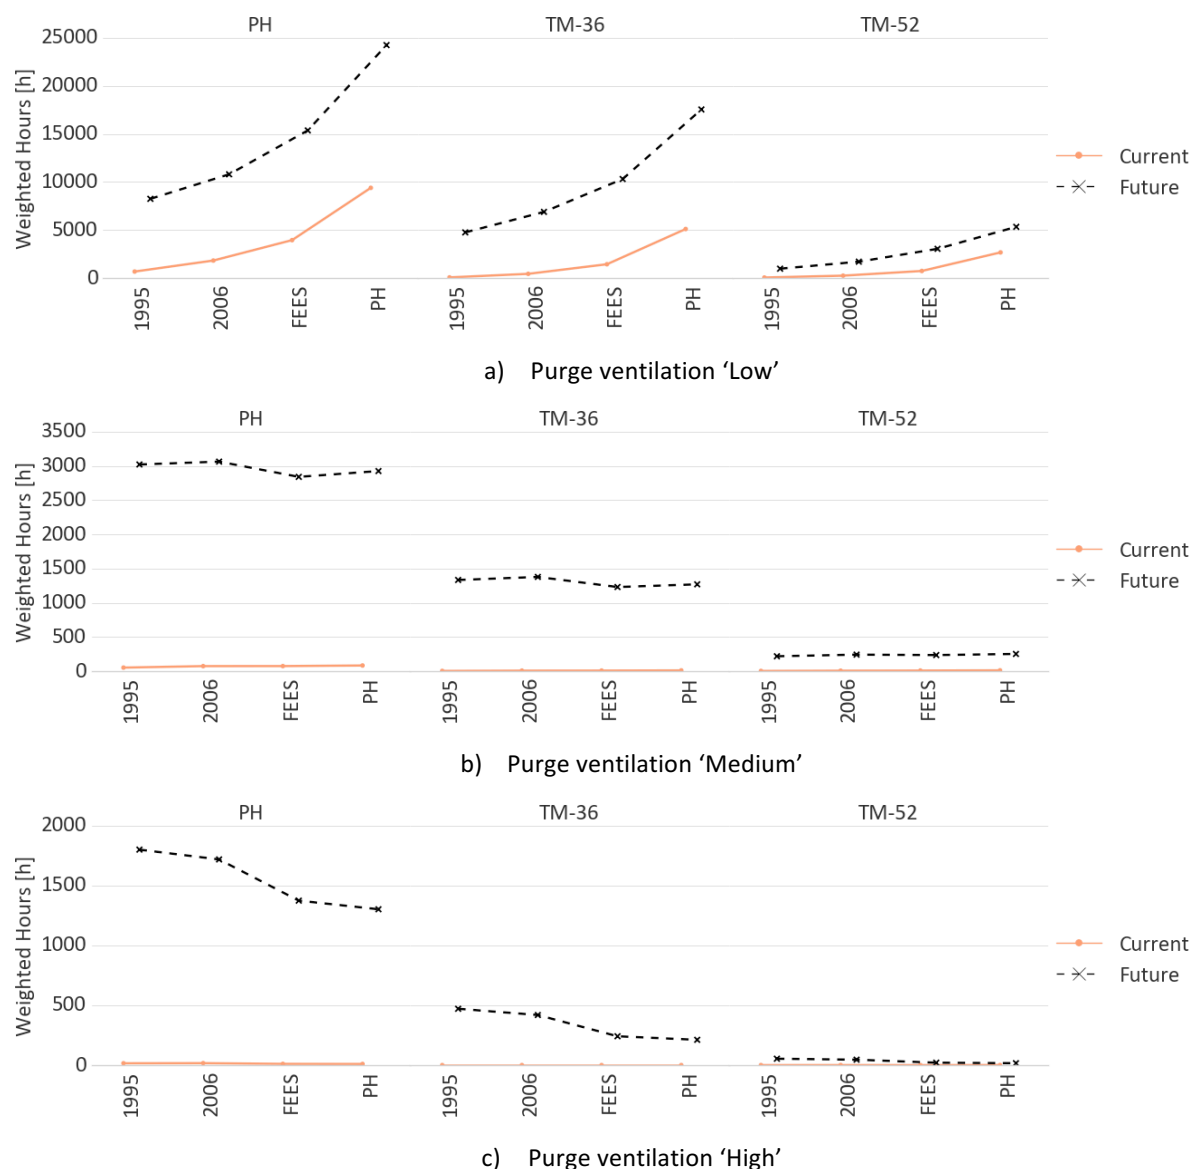 PH TM-36 TM-52
Weighted Hours [h]
25000
20000
15000
10000
5000
0
1995 2006 FEES PH 1995 2006 FEES PH 1995 2006 FEES PH
Current
Future
a) Purge ventilation ‘Low’
PH TM-36 TM-52
Weighted Hours [h]
3500
3000
2500
2000
1500
1000
500
0
1995 2006 FEES PH 1995 2006 FEES PH 1995 2006 FEES PH
Current
Future
b) Purge ventilation ‘Medium’
PH TM-36 TM-52
Weighted Hours [h]
2000
1500
1000
500
0
1995 2006 FEES PH 1995 2006 FEES PH 1995 2006 FEES PH
Current
Future
c) Purge ventilation ‘High’